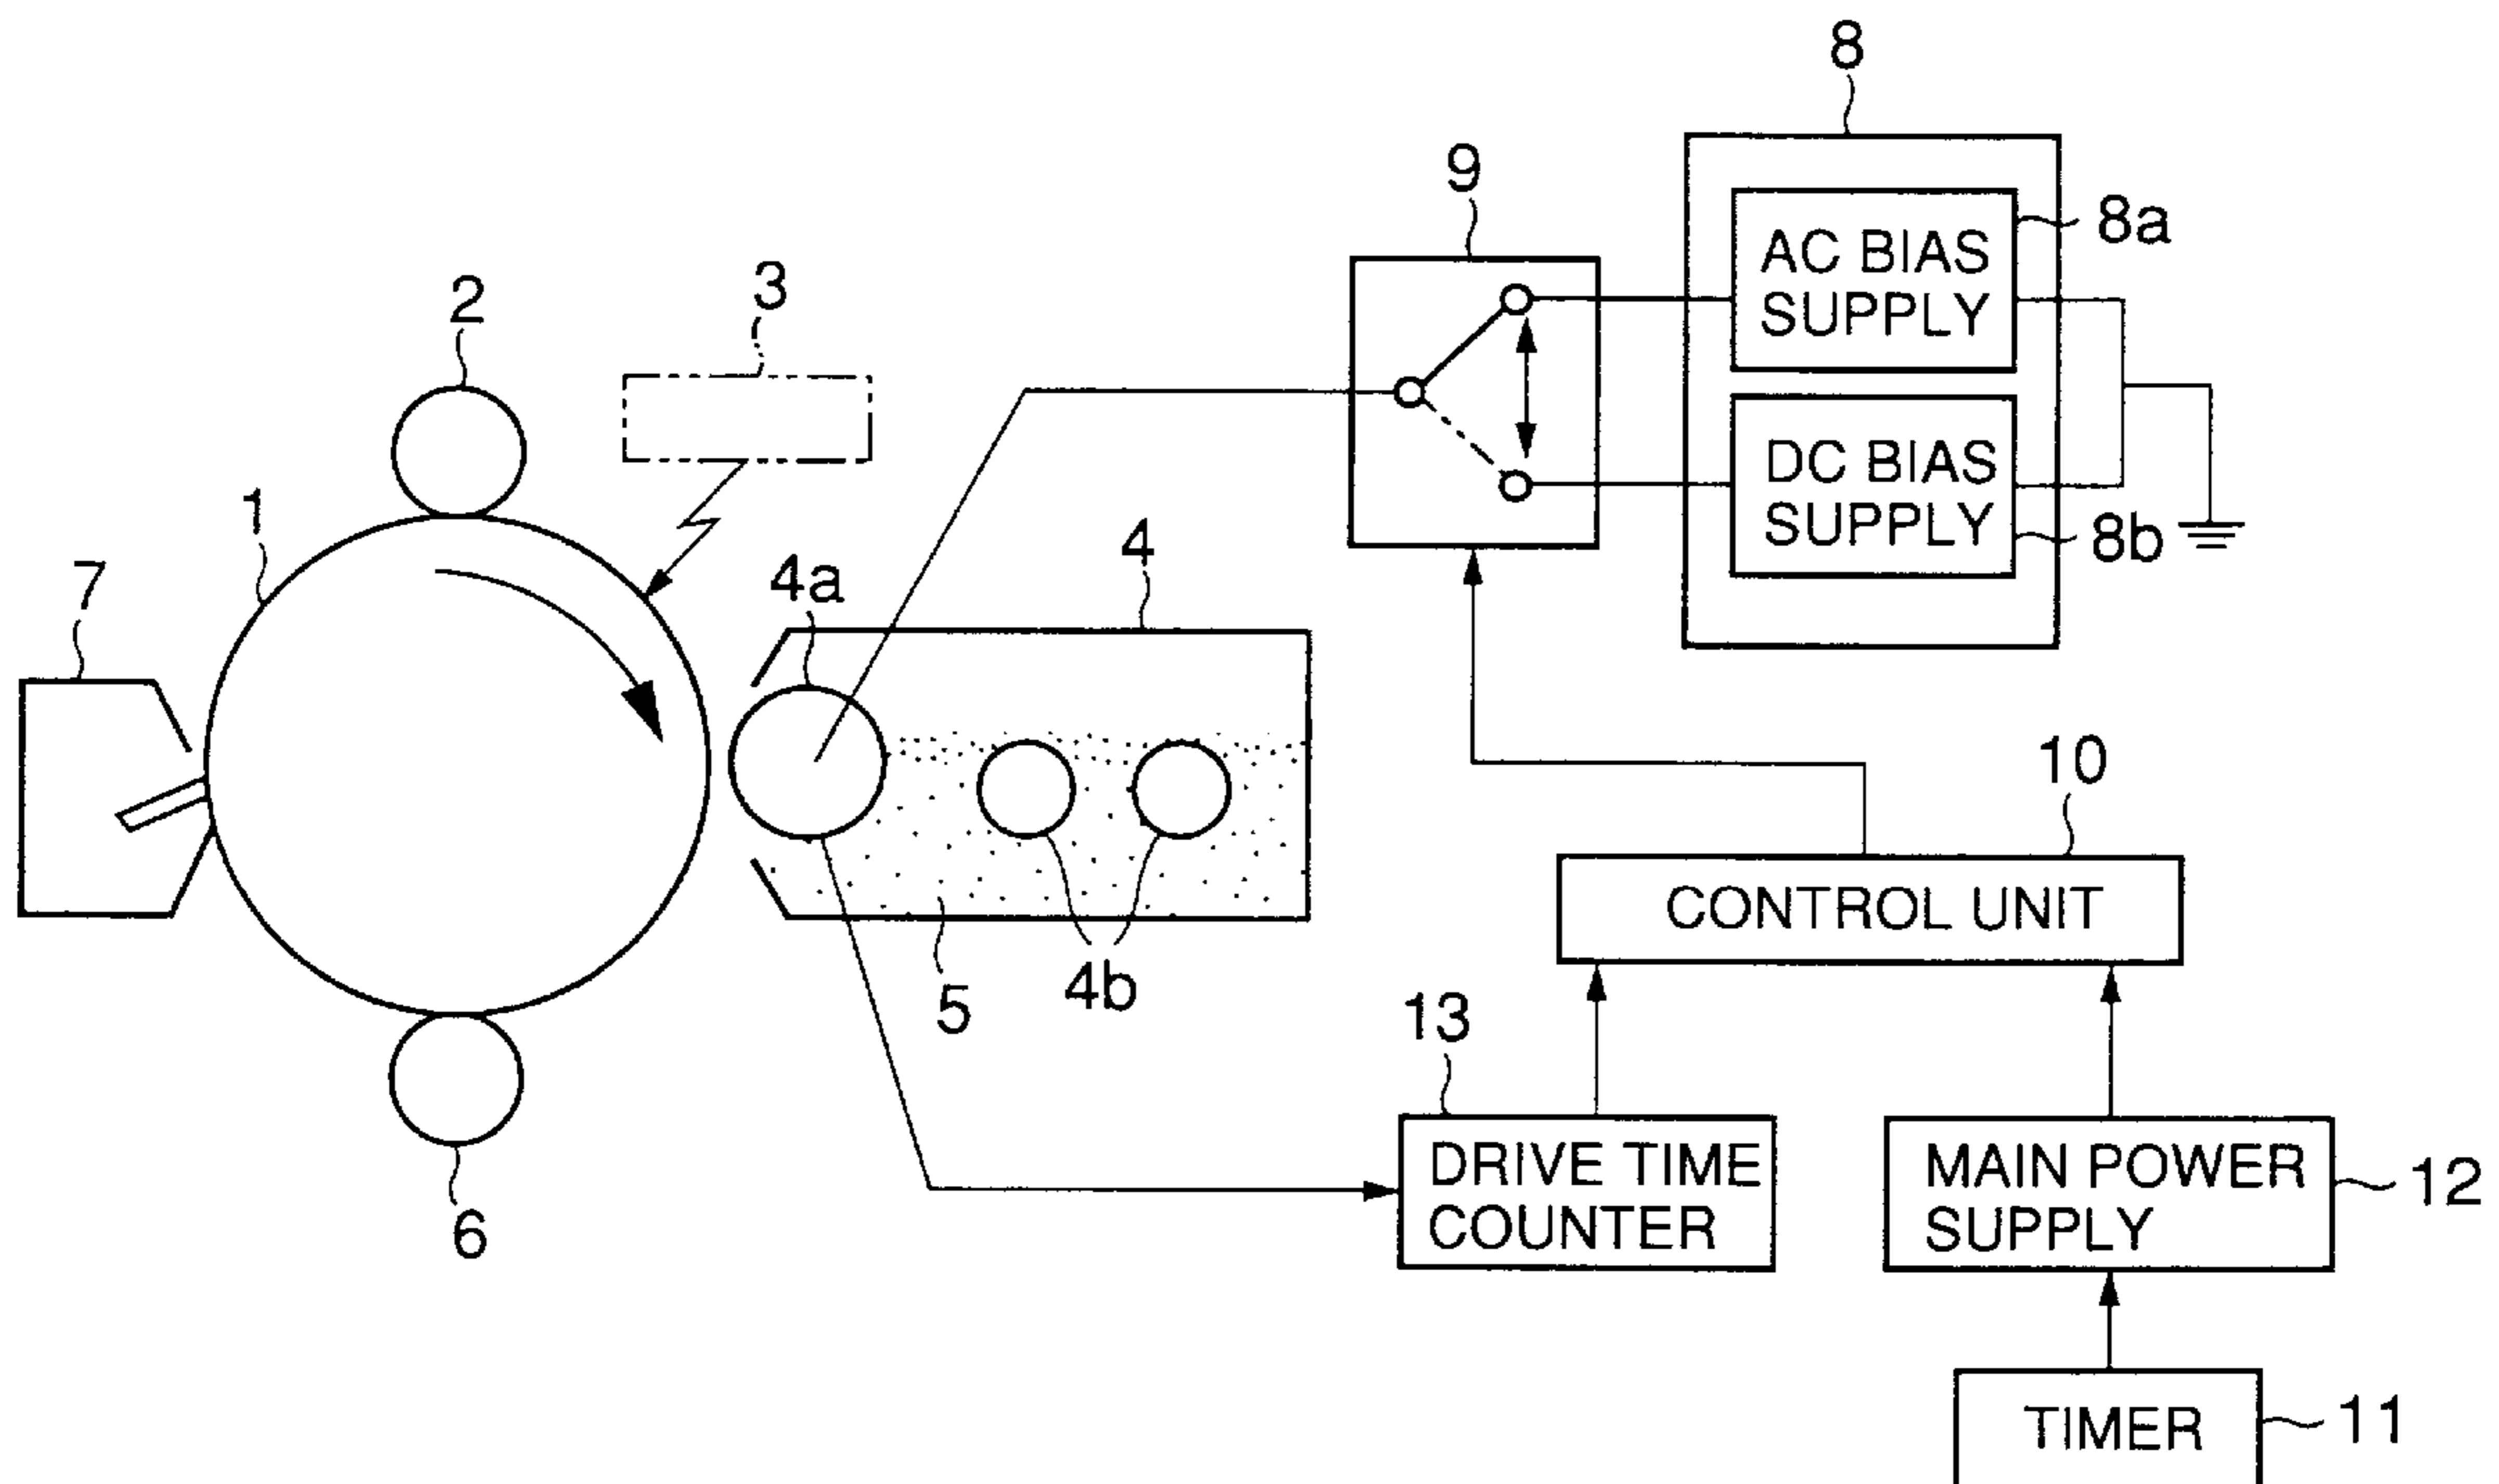 8
9
8a
AC BIAS
SUPPLY
3
2
DC BIAS
SUPPLY
8b
1
4
4a
7
10
CONTROL UNIT
4b
5
13
DRIVE TIME
COUNTER
MAIN POWER
SUPPLY
12
6
TIMER
11